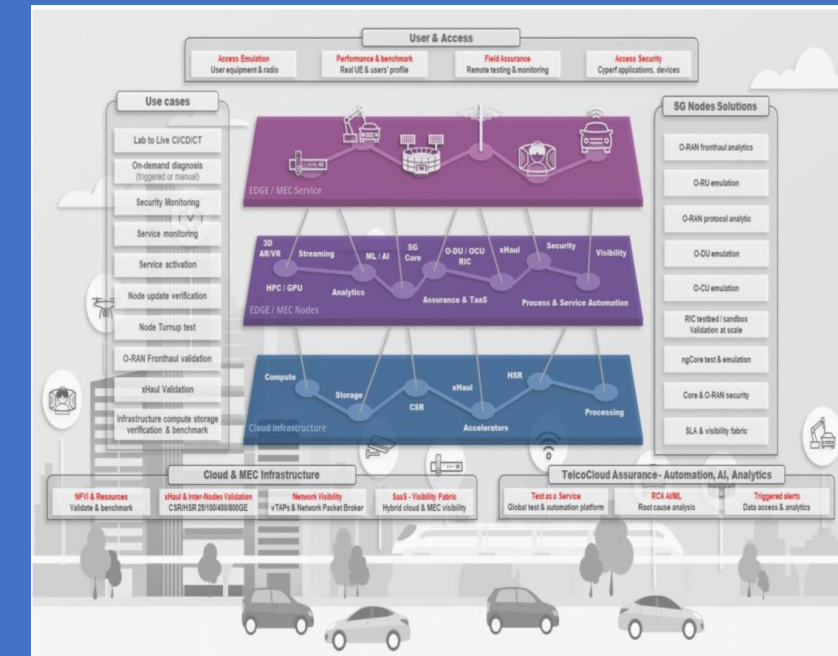 User & Access
Access Emulation
User equipment & radio
Performance & benchmark
Real UE & users' profile
Field Assurance
Remote testing & monitoring
Access Security
Cyperf applications, devices
Use cases
Lab to Live CI/CD/CT
On-demand diagnosis
(triggered or manual)
Security Monitoring
Service monitoring
Service activation
Node update verification
Node Turnup test
O-RAN Fronthaul validation
xHaul Validation
Infrastructure compute storage
verification & benchmark
EDGE / MEC Service
3D
AR/VR
Streaming
HPC / GPU
ML / AI
Analytics
5G
Core
O-DU / OCU
RIC
Assurance & TaaS
xHaul
Security
Process & Service Automation
Visibility
EDGE / MEC Nodes
Compute
Storage
CSR
xHaul
Accelerators
HSR
Processing
Cloud infrastructure
5G Nodes Solutions
O-RAN fronthaul analytics
O-RU emulation
O-RAN protocol analytic
O-DU emulation
O-CU emulation
RIC testbed / sandbox
Validation at scale
ngCore test & emulation
Core & O-RAN security
SLA & visibility fabric
Cloud & MEC Infrastructure
NFVi & Resources
Validate & benchmark
xHaul & Inter-Nodes Validation
CSR/HSR 25/100/400/800GE
Network Visibility
vTAPs & Network Packet Broker
SaaS - Visibility Fabric
Hybrid cloud & MEC visibility
TelcoCloud Assurance - Automation, AI, Analytics
Test as a Service
Global test & automation platform
RCA AI/ML
Root cause analysis
Triggered alerts
Data access & analytics